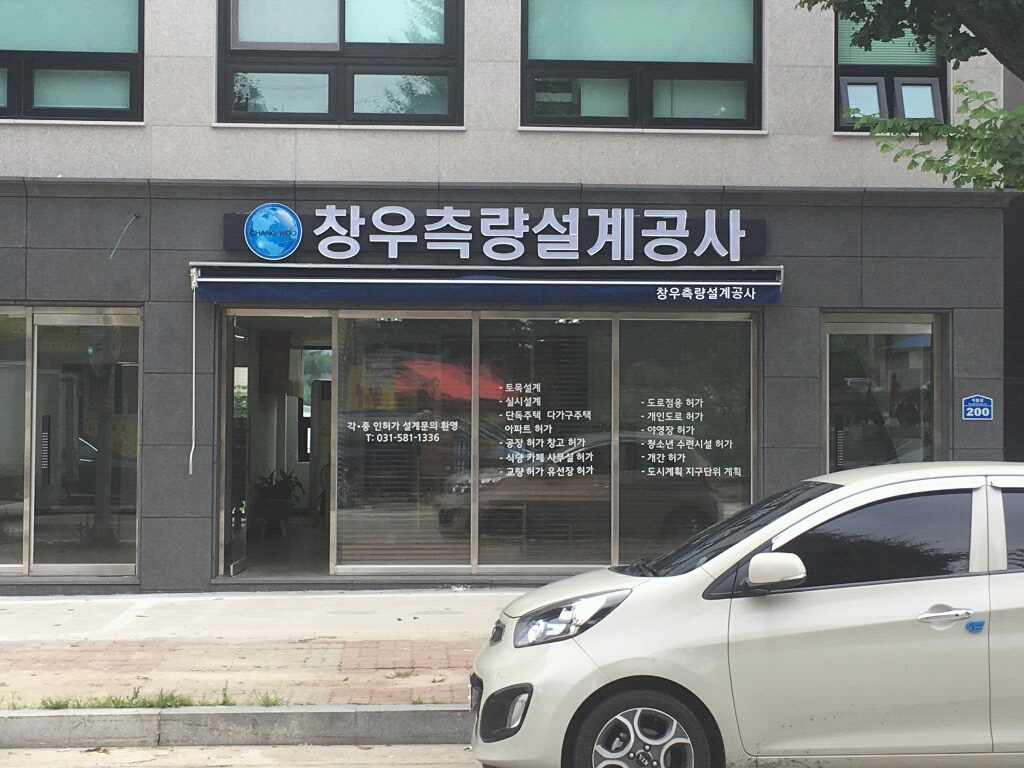 CHANG WOO
창우측량설계공사
창우측량설계공사
각•종 인허가 설계문의 환영
T: 031-581-1336
- 토목설계
- 실시설계
- 단독주택 다가구주택
아파트 허가
- 공장 허가 창고 허가
- 식당 카페 사무실 허가
- 교량 허가 유선장 허가
- 도로점용 허가
- 개인도로 허가
- 야영장 허가
- 청소년 수련시설 허가
- 개간 허가
- 도시계획 지구단위 계획
200